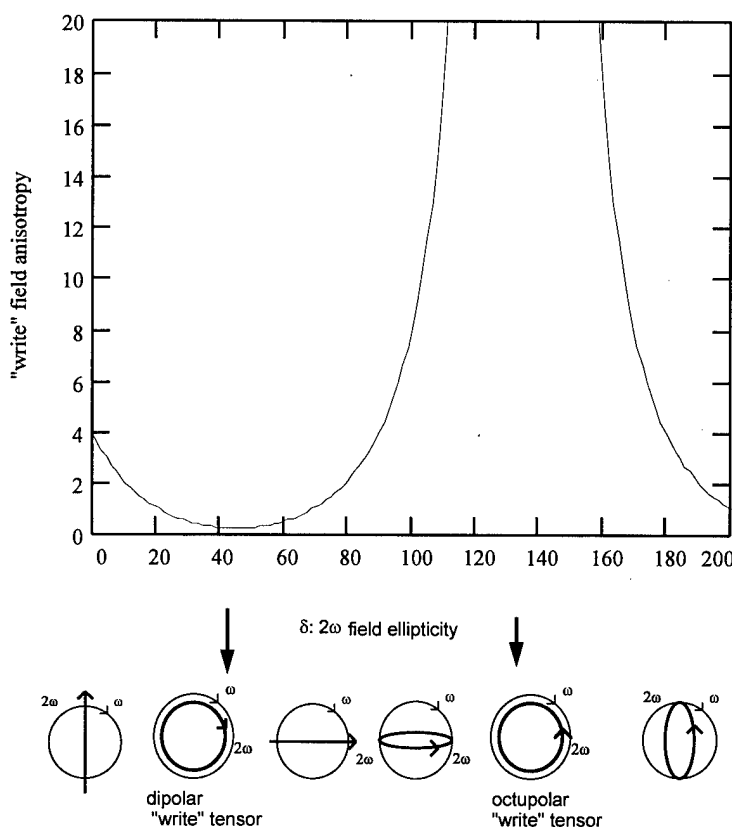 "write" field anisotropy
20
18
16
14
12
10
8
6
4
2
0
0 20 40 60 80 100 120 140 160 180 200
δ: 2ω field ellipticity
2ω ω ω 2ω ω ω 2ω ω 2ω 2ω ω
dipolar
"write" tensor
octupolar
"write" tensor